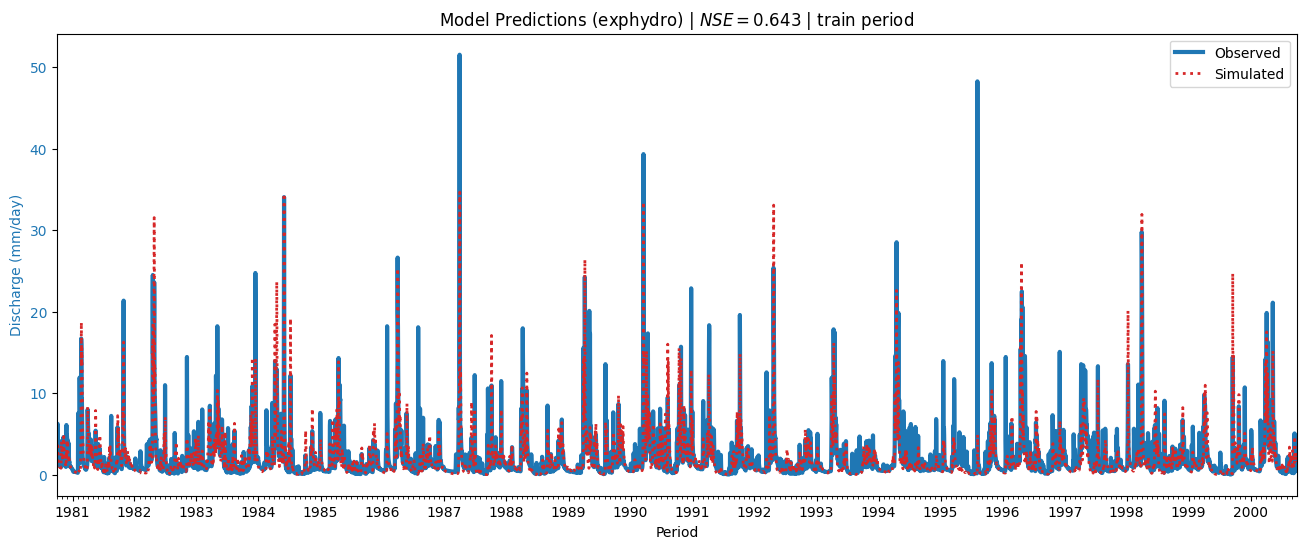 Model Predictions (exphydro) | NSE = 0.643 | train period
Observed
Simulated
Discharge (mm/day)
50
40
30
20
10
0
1981 1982 1983 1984 1985 1986 1987 1988 1989 1990 1991 1992 1993 1994 1995 1996 1997 1998 1999 2000
Period